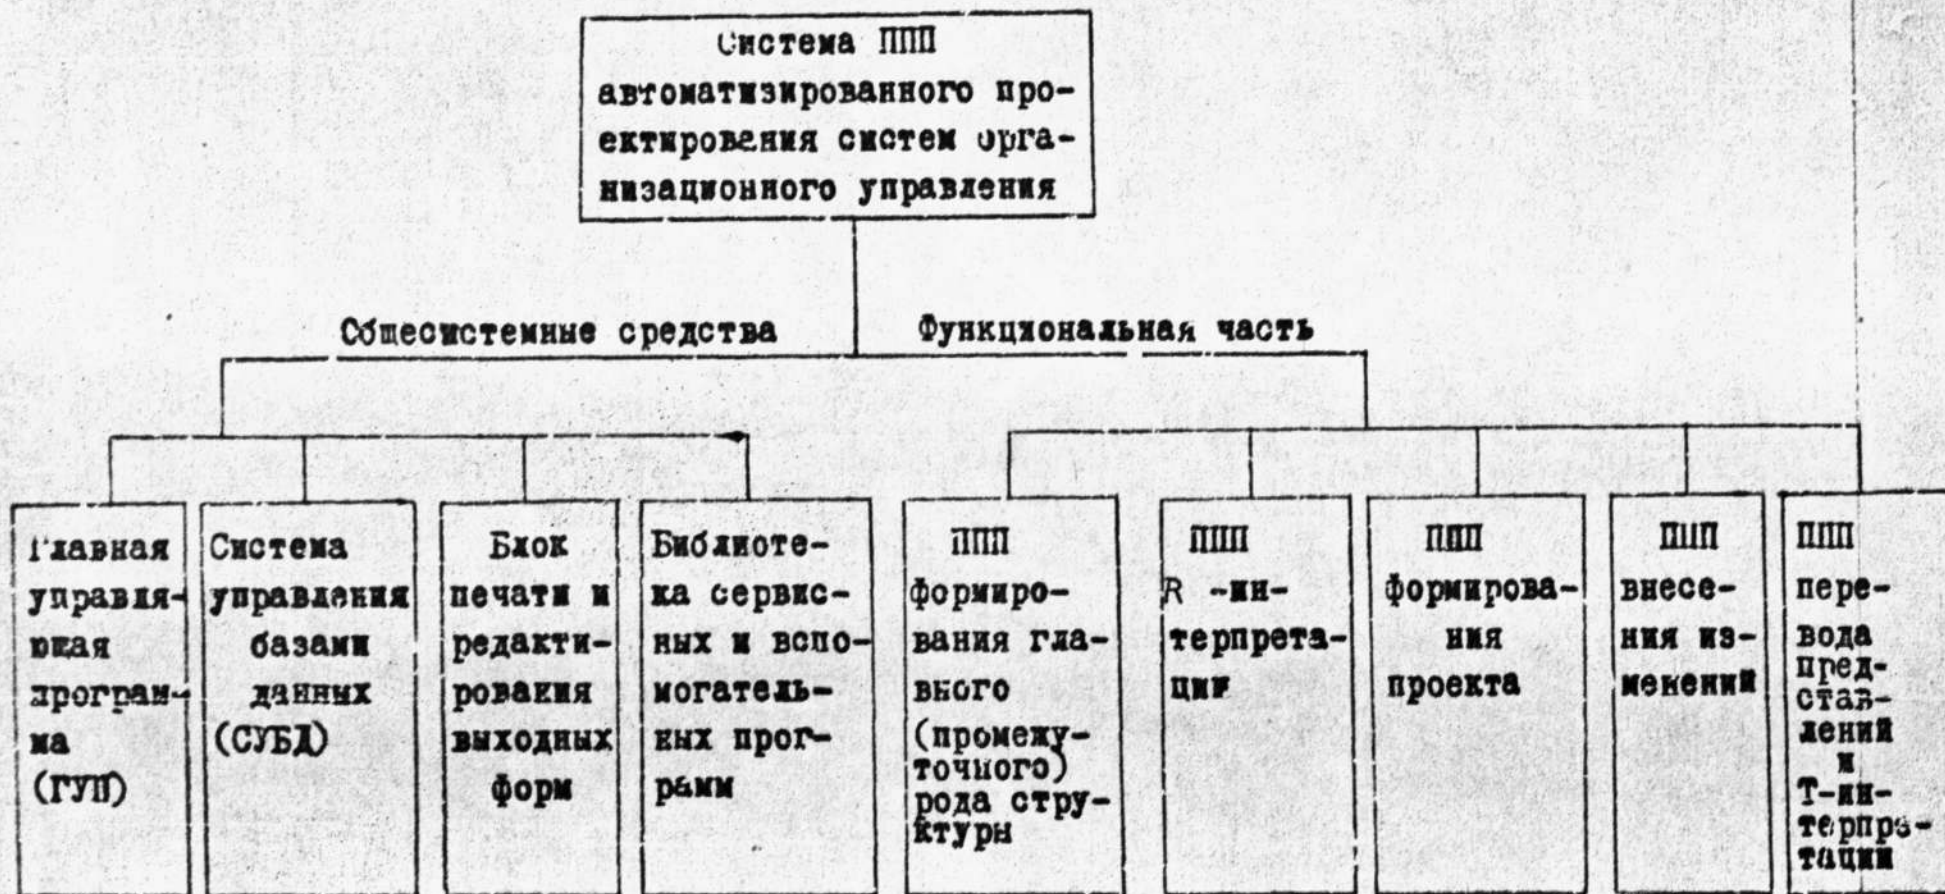 Система ППП
автоматизированного про-
ектирования систем орга-
низационного управления
Общесистемные средства
Функциональная часть
Главная
управля-
ющая
програм-
ма
(ГУП)
Система
управления
базами
данных
(СУБД)
Блок
печати и
редакти-
рования
выходных
форм
Библиоте-
ка сервис-
ных и вспо-
могатель-
ных прог-
рамм
ППП
формиро-
вания гла-
вного
(промежу-
точного)
рода стру-
ктуры
ППП
R -ин-
терпрета-
ции
ППП
формирова-
ния
проекта
ППП
внесе-
ния из-
менений
ППП
пере-
вода
пред-
став-
лений
и
Т-ин-
терпре-
тации